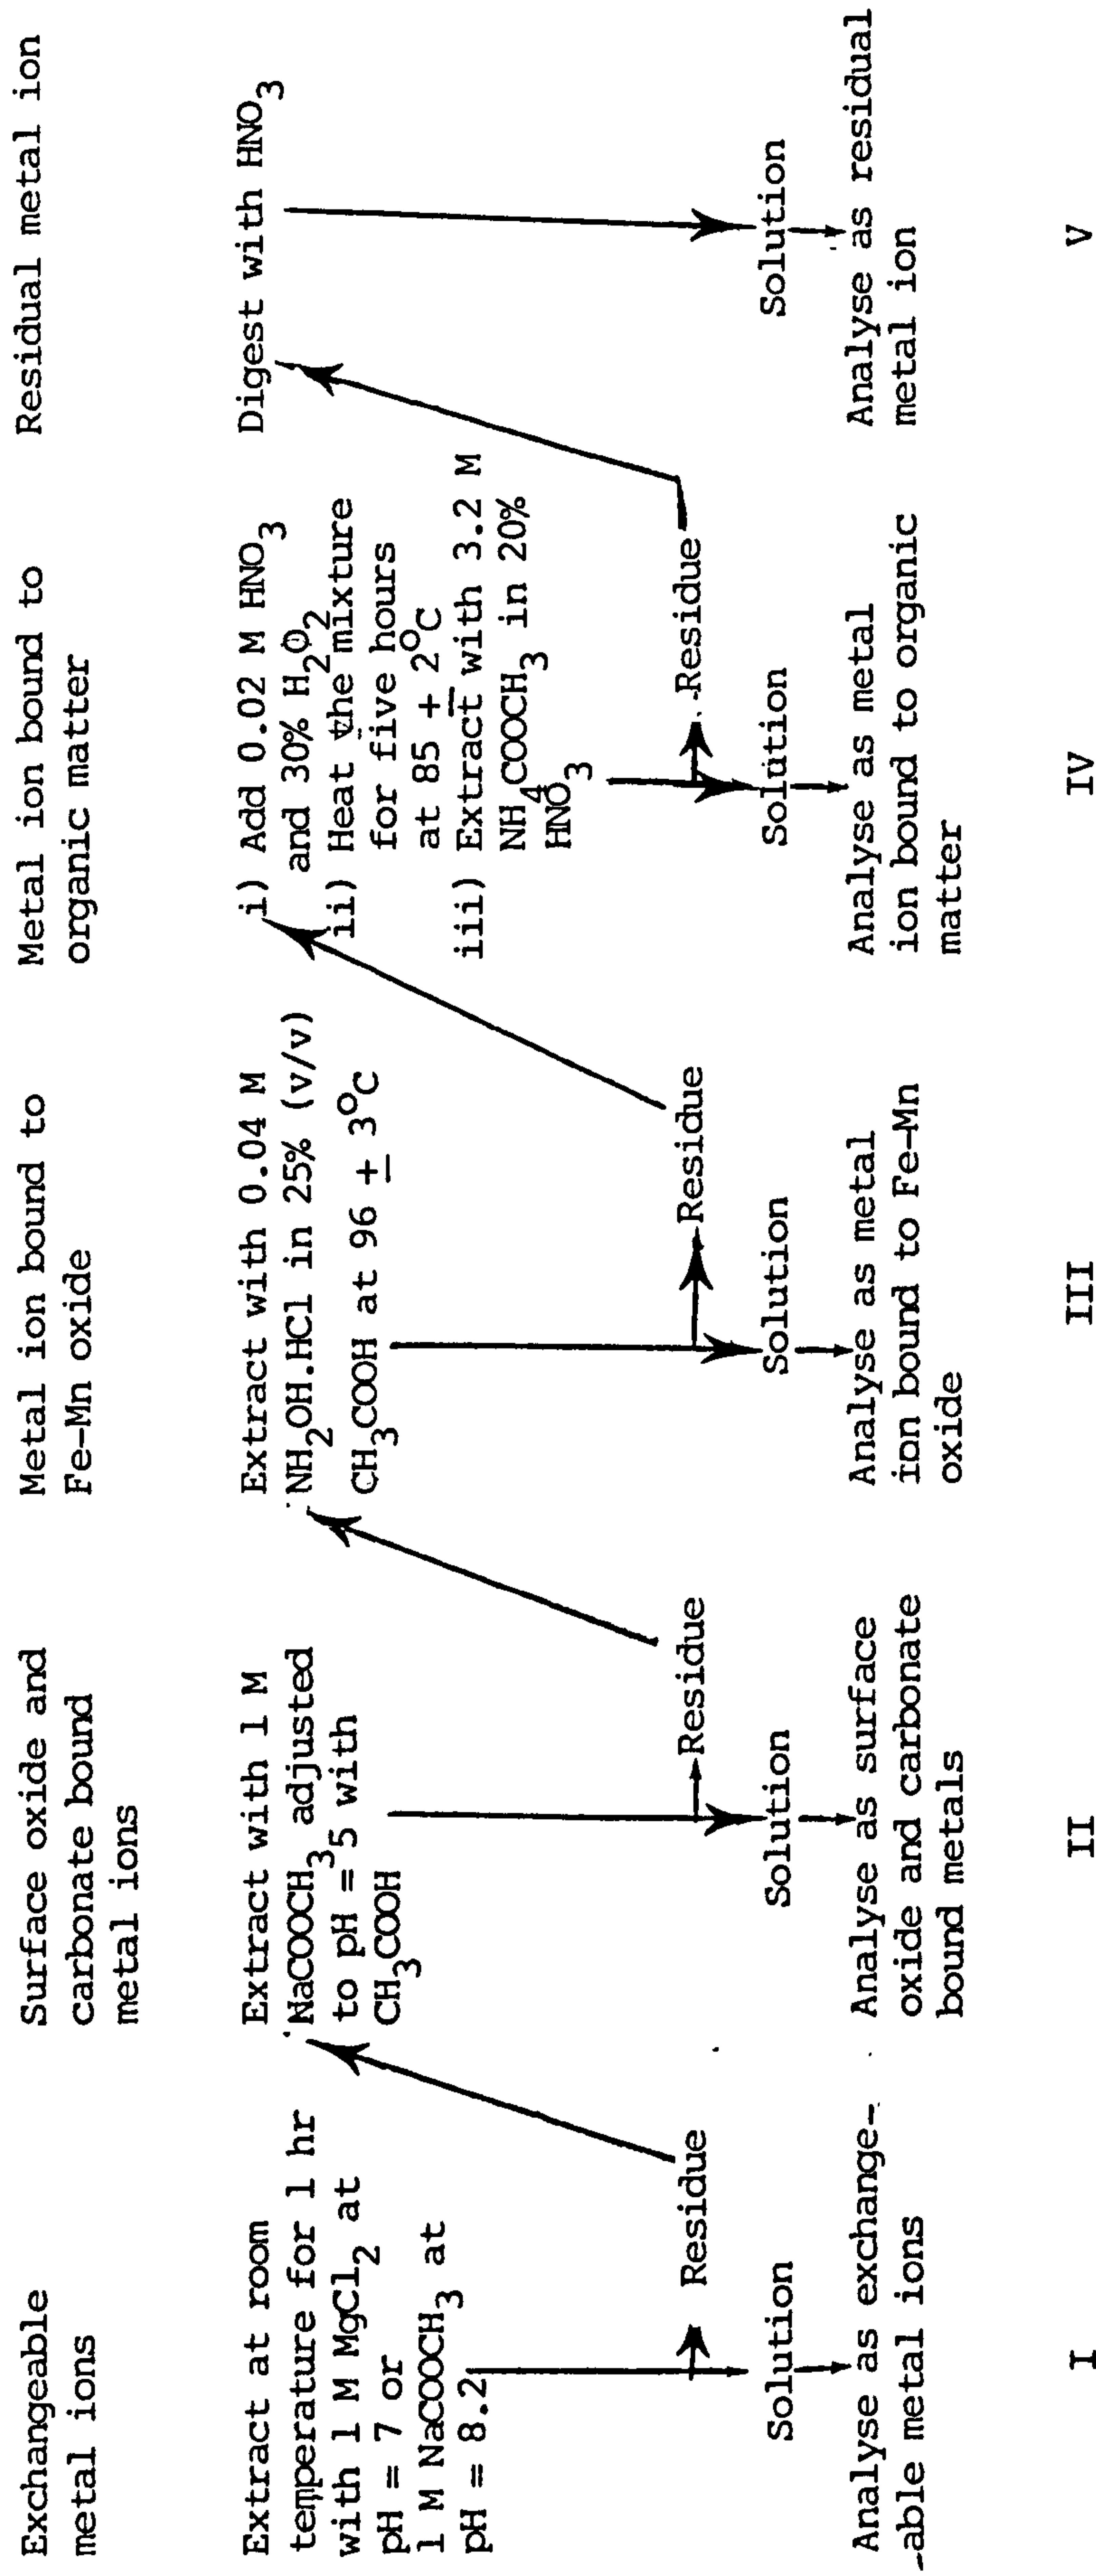 Exchangeable
metal ions
Extract at room
temperature for 1 hr
with 1 M MgCl2 at
pH = 7 or
1 M NaCOOCH3 at
pH = 8.2
Residue
Solution
Analyse as exchange-
-able metal ions
I
Surface oxide and
carbonate bound
metal ions
Extract with 1 M
NaCOOCH3 adjusted
to pH = 5 with
CH3COOH
Residue
Solution
Analyse as surface
oxide and carbonate
bound metals
II
Metal ion bound to
Fe-Mn oxide
Extract with 0.04 M
NH2OH.HCl in 25% (v/v)
CH3COOH at 96 ± 3°C
Residue
Solution
Analyse as metal
ion bound to Fe-Mn
oxide
III
Metal ion bound to
organic matter
i) Add 0.02 M HNO3
and 30% H2O2
ii) Heat the mixture
for five hours
at 85 ± 2°C
iii) Extract with 3.2 M
NH4COOCH3 in 20%
HNO3
Residue
Solution
Analyse as metal
ion bound to organic
matter
IV
Residual metal ion
Digest with HNO3
Solution
Analyse as residual
metal ion
V